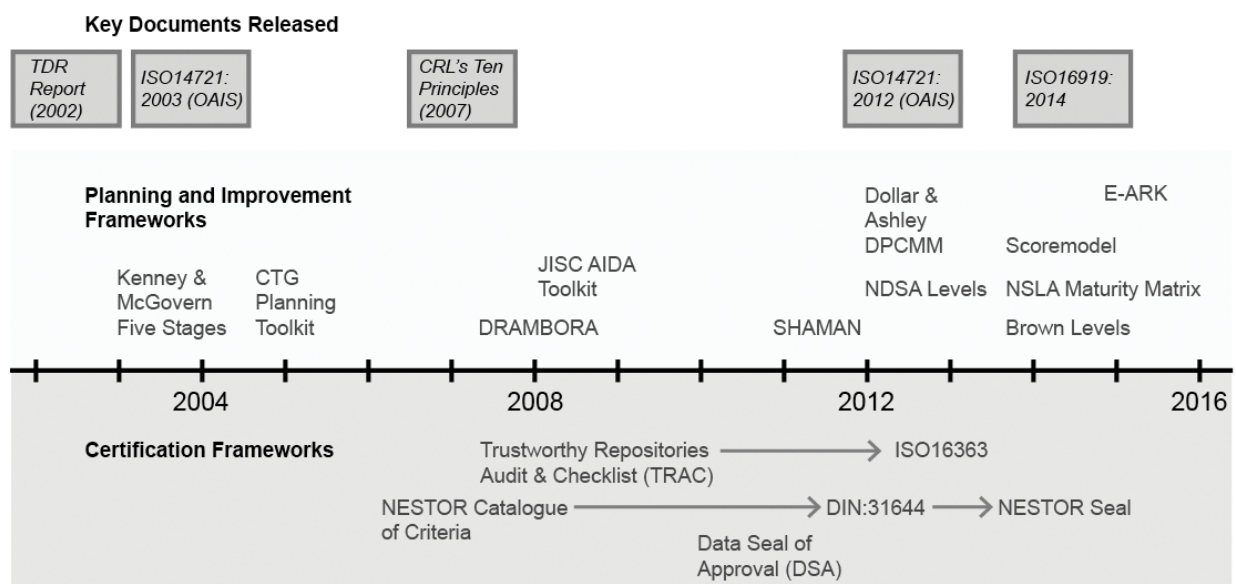 Key Documents Released
TDR
Report
(2002)
ISO14721:
2003 (OAIS)
CRL's Ten
Principles
(2007)
ISO14721:
2012 (OAIS)
ISO16919:
2014
Planning and Improvement
Frameworks
Kenney &
McGovern
Five Stages
CTG
Planning
Toolkit
JISC AIDA
Toolkit
DRAMBORA
SHAMAN
Dollar &
Ashley
DPCMM
NDSA Levels
E-ARK
Scoremodel
NSLA Maturity Matrix
Brown Levels
2004
2008
2012
2016
Certification Frameworks
Trustworthy Repositories
Audit & Checklist (TRAC)
ISO16363
NESTOR Catalogue
of Criteria
DIN:31644
NESTOR Seal
Data Seal of
Approval (DSA)